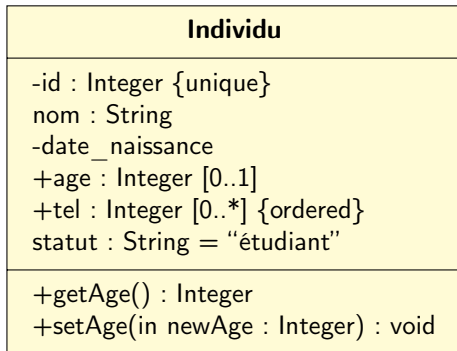 Individu
-id : Integer {unique}
nom : String
-date_naissance
+age : Integer [0..1]
+tel : Integer [0..*] {ordered}
statut : String = “étudiant”
+getAge() : Integer
+setAge(in newAge : Integer) : void